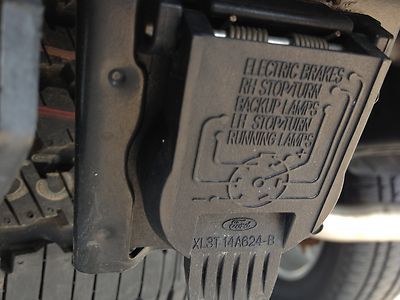 ELECTRIC BRAKES
RH STOP/TURN
BACKUP LAMPS
LH STOP/TURN
RUNNING LAMPS
Ford
XL3T 14A624-B